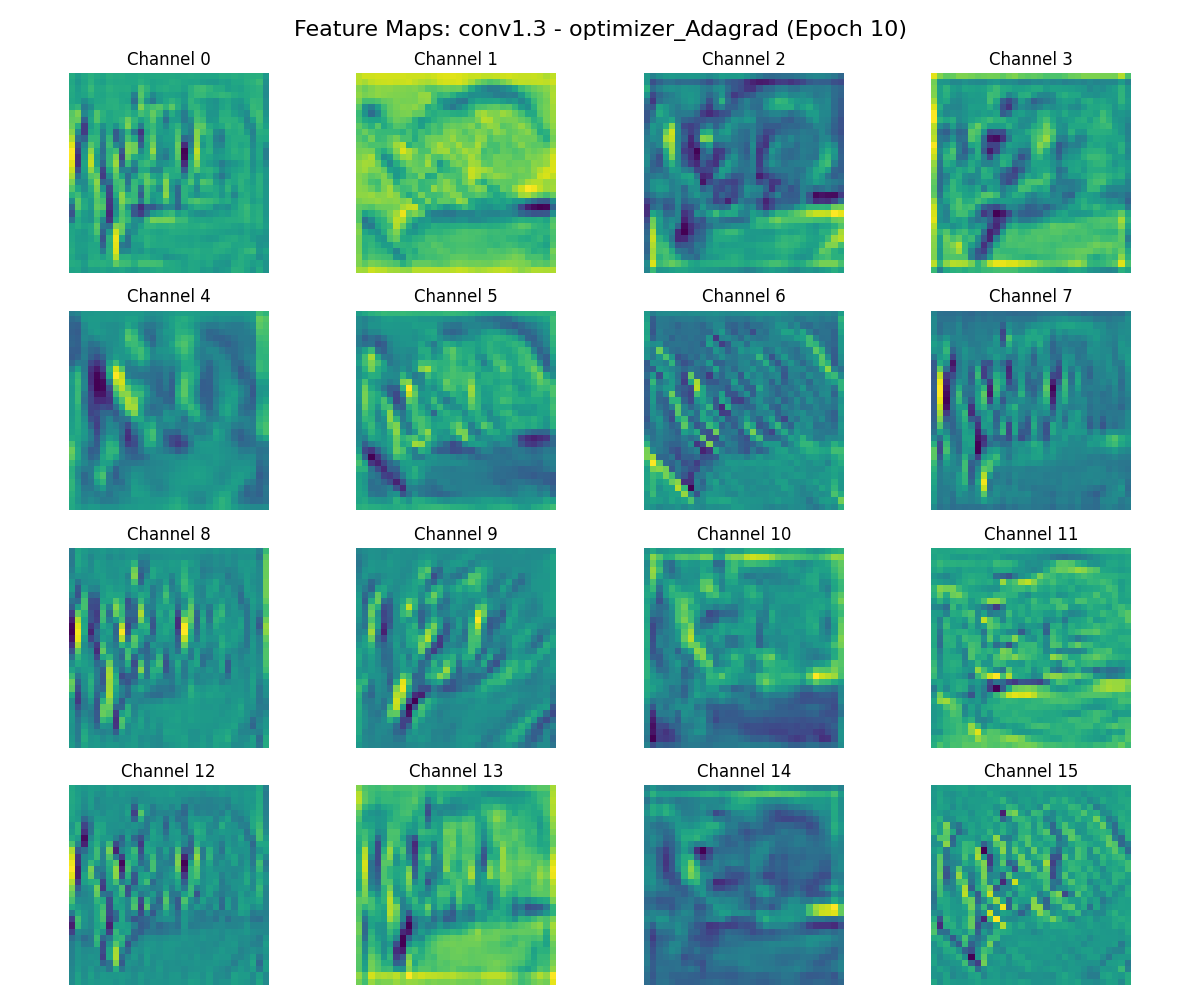 Feature Maps: conv1.3 - optimizer_Adagrad (Epoch 10)
Channel 0 Channel 1 Channel 2 Channel 3
Channel 4 Channel 5 Channel 6 Channel 7
Channel 8 Channel 9 Channel 10 Channel 11
Channel 12 Channel 13 Channel 14 Channel 15